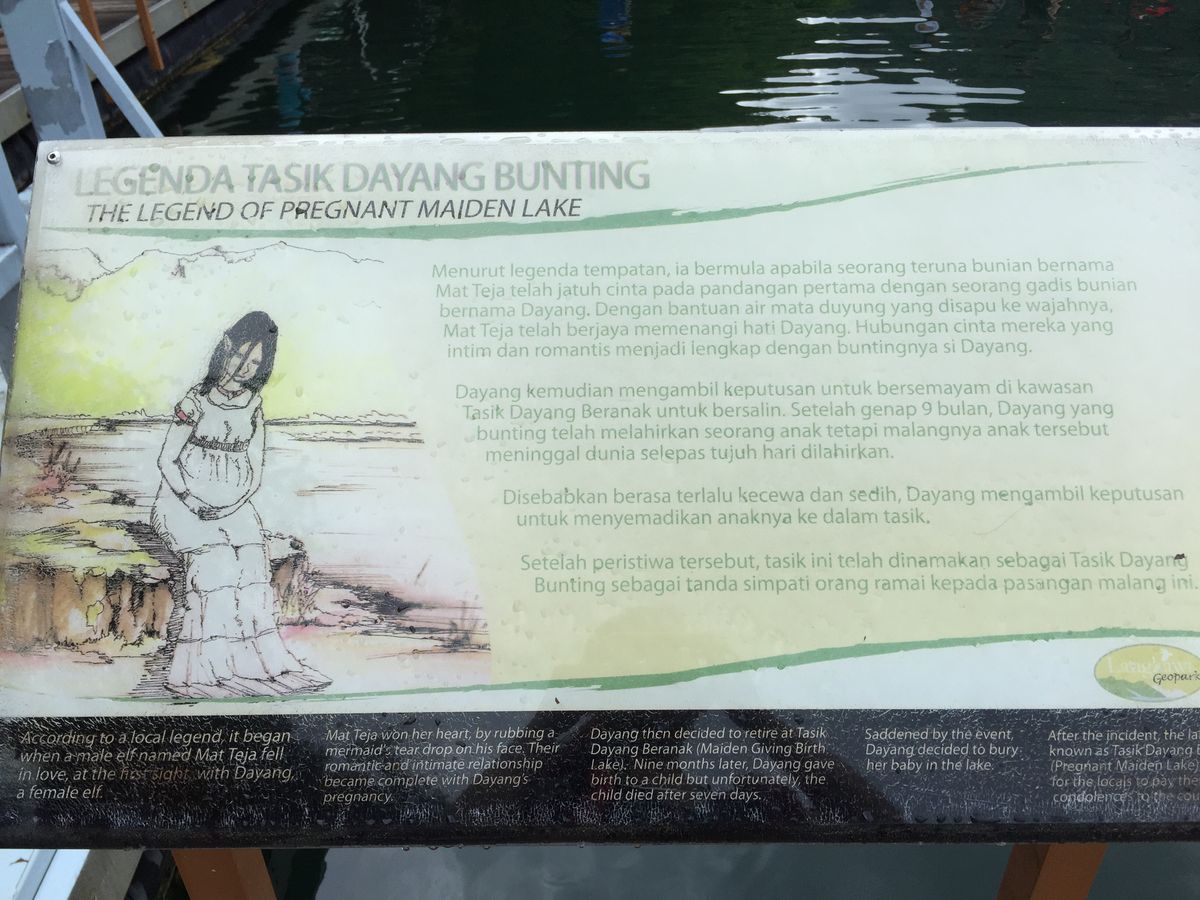 LEGENDA TASIK DAYANG BUNTING
THE LEGEND OF PREGNANT MAIDEN LAKE
Menurut legenda tempatan, ia bermula apabila seorang teruna bunian bernama
Mat Teja telah jatuh cinta pada pandangan pertama dengan seorang gadis bunian
bernama Dayang. Dengan bantuan air mata duyung yang disapu ke wajahnya,
Mat Teja telah berjaya memenangi hati Dayang. Hubungan cinta mereka yang
intim dan romantis menjadi lengkap dengan buntingnya si Dayang.
Dayang kemudian mengambil keputusan untuk bersemayam di kawasan
Tasik Dayang Beranak untuk bersalin. Setelah genap 9 bulan, Dayang yang
bunting telah melahirkan seorang anak tetapi malangnya anak tersebut
meninggal dunia selepas tujuh hari dilahirkan.
Disebabkan berasa terlalu kecewa dan sedih, Dayang mengambil keputusan
untuk menyemadikan anaknya ke dalam tasik.
Setelah peristiwa tersebut, tasik ini telah dinamakan sebagai Tasik Dayang
Bunting sebagai tanda simpati orang ramai kepada pasangan malang ini.
Langkawi
Geopark
According to a local legend, it began
when a male elf named Mat Teja fell
in love, at the first sight, with Dayang,
a female elf.
Mat Teja won her heart, by rubbing a
mermaid's tear drop on his face. Their
romantic and intimate relationship
became complete with Dayang's
pregnancy.
Dayang then decided to retire at Tasik
Dayang Beranak (Maiden Giving Birth
Lake). Nine months later, Dayang gave
birth to a child but unfortunately, the
child died after seven days.
Saddened by the event,
Dayang decided to bury
her baby in the lake.
After the incident, the
known as Tasik Dayang
(Pregnant Maiden Lake)
for the locals to pay the
condolences to the